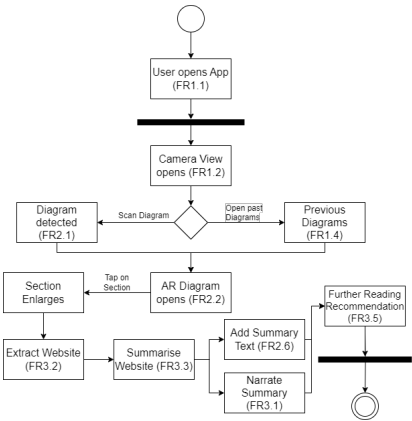 User opens App
(FR1.1)
Camera View
opens (FR1.2)
Diagram
detected
(FR2.1)
Scan Diagram
Open past
Diagrams
Previous
Diagrams
(FR1.4)
Section
Enlarges
Tap on
Section
AR Diagram
opens (FR2.2)
Further Reading
Recommendation
(FR3.5)
Extract Website
(FR3.2)
Summarise
Website (FR3.3)
Add Summary
Text (FR2.6)
Narrate
Summary
(FR3.1)